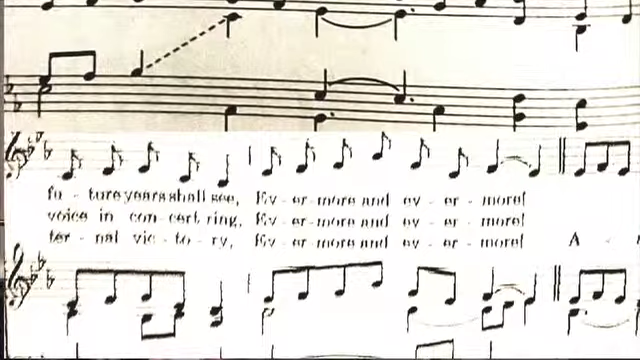 fu - ture years shall see, Ev - er - more and ev - er - more!
voice in con - cert ring, Ev - er - more and ev - er - more!
ter - nal vic - to - ry, Ev - er - more and ev - er - more! A -